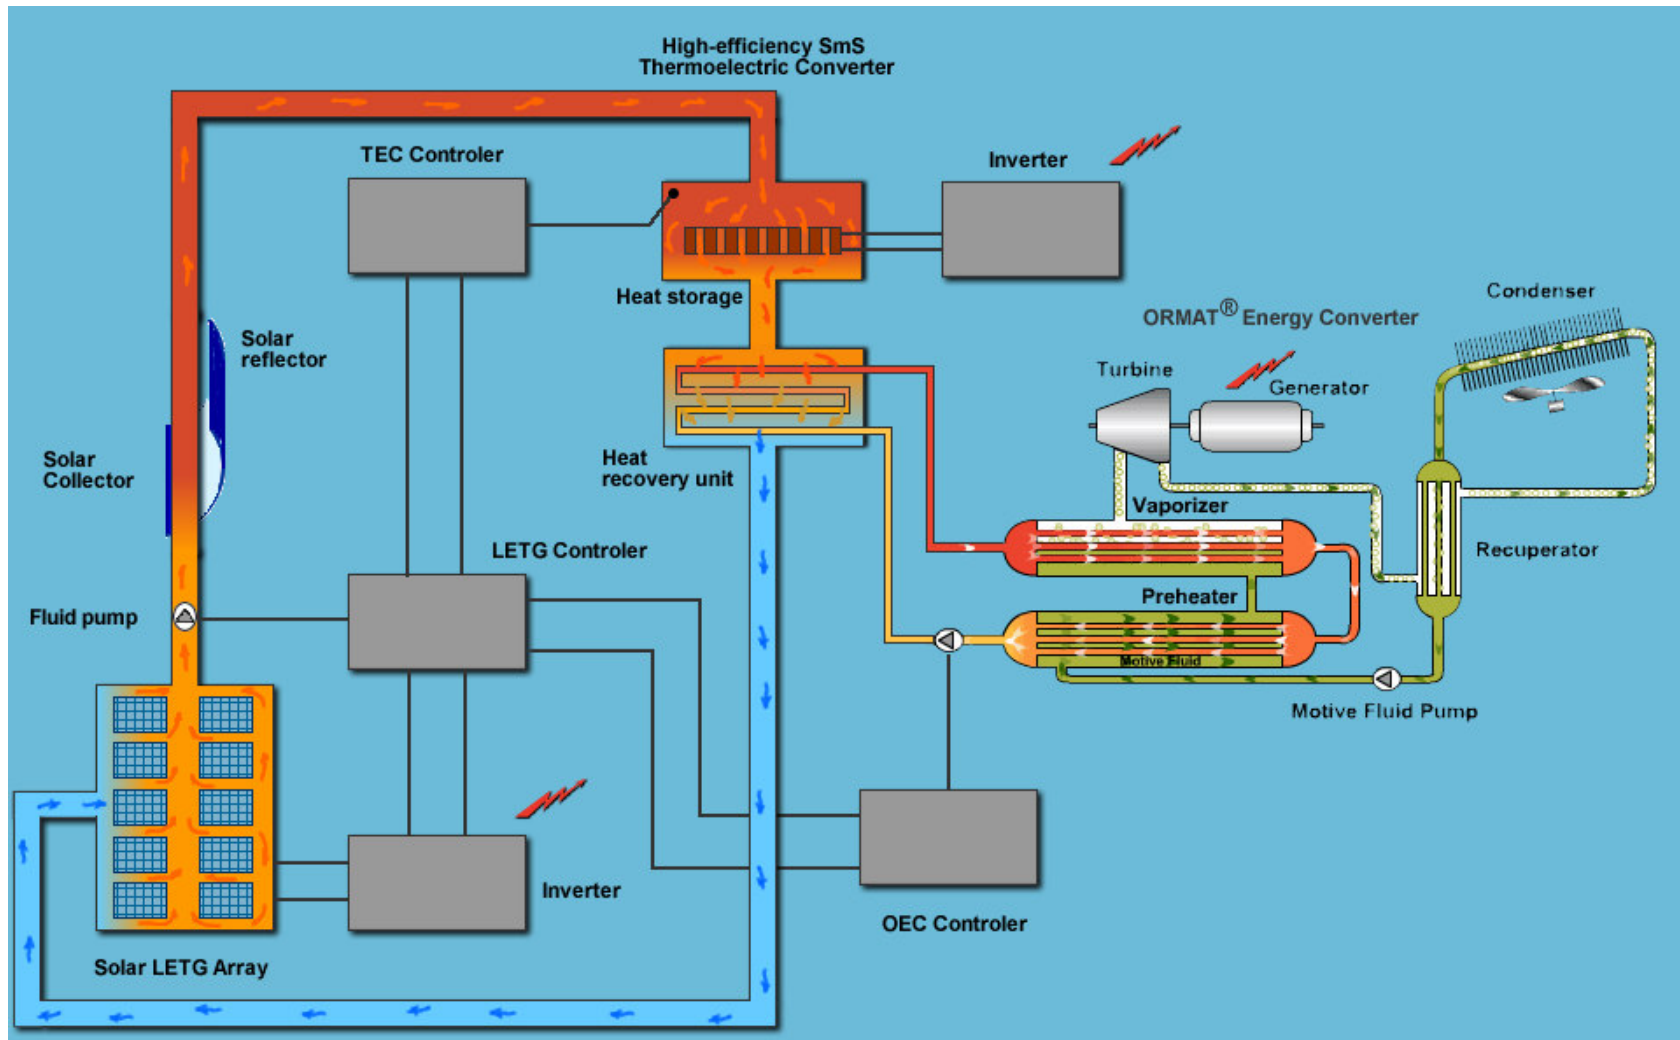 High-efficiency SmS
Thermoelectric Converter
TEC Controler
Inverter
Heat storage
Condenser
ORMAT® Energy Converter
Solar
reflector
Turbine
Generator
Solar
Collector
Heat
recovery unit
Vaporizer
LETG Controler
Recuperator
Preheater
Fluid pump
Motive Fluid
Motive Fluid Pump
Inverter
OEC Controler
Solar LETG Array